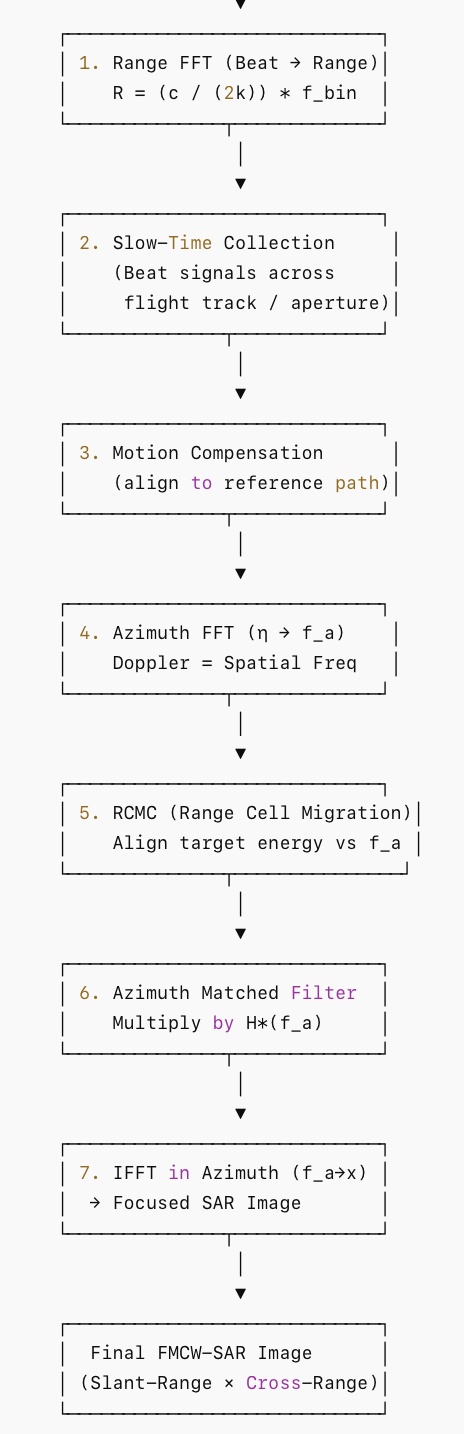 1. Range FFT (Beat → Range)
R = (c / (2k)) * f_bin
2. Slow-Time Collection
(Beat signals across
flight track / aperture)
3. Motion Compensation
(align to reference path)
4. Azimuth FFT (η → f_a)
Doppler = Spatial Freq
5. RCMC (Range Cell Migration)
Align target energy vs f_a
6. Azimuth Matched Filter
Multiply by H*(f_a)
7. IFFT in Azimuth (f_a→x)
→ Focused SAR Image
Final FMCW-SAR Image
(Slant-Range × Cross-Range)